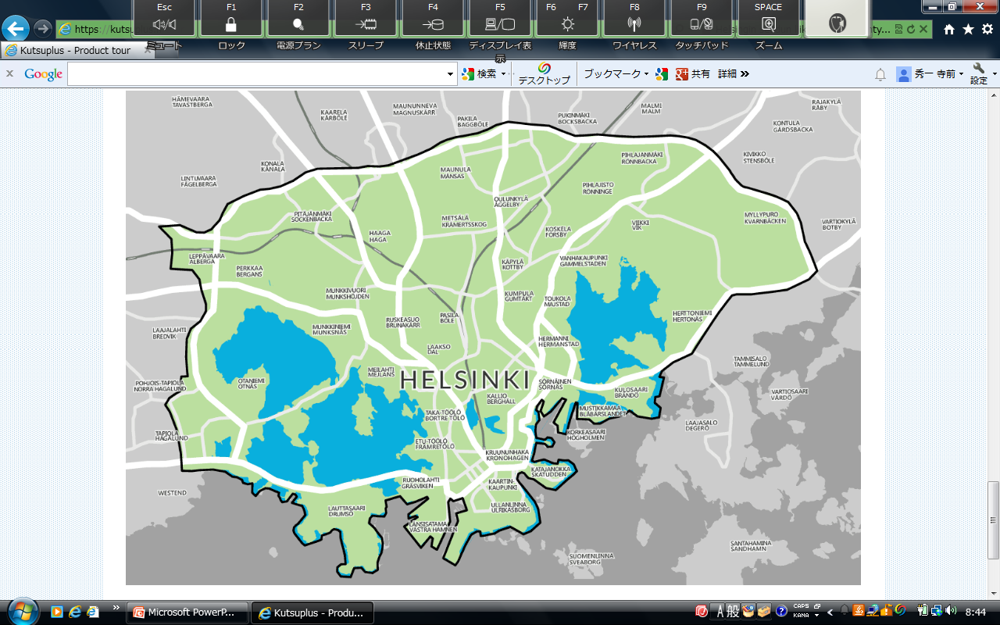 Esc
F1
F2
F3
F4
F5
F6 F7
F8
F9
SPACE
ミュート
ロック
電源プラン
スリープ
休止状態
ディスプレイ表示
輝度
ワイヤレス
タッチパッド
ズーム
https://kutsu
Kutsuplus - Product tour
Google
検索
デスクトップ
ブックマーク
共有
詳細
秀一 寺前
設定
HÄMEVAARA
TAVASTBERGA
KAARELA
KÅRBÖLE
MAUNUNNEVA
MAGNUSKÄRR
PAKILA
BAGGBÖLE
PUKINMÄKI
BOCKSBACKA
MALMI
MALM
RAJAKYLÄ
RÅBY
KONTULA
GÅRDSBACKA
KONALA
KÅNALA
LINTUVAARA
FÅGELBERGA
MAUNULA
MÅNSAS
PIHLAJANMÄKI
RÖNNBACKA
KIVIKKO
STENSBÖLE
PIHLAJISTO
RÖNNINGE
OULUNKYLÄ
ÅGGELBY
PITÄJÄNMÄKI
SOCKENBACKA
METSÄLÄ
KRÄMERTSSKOG
HAAGA
HAGA
KOSKELA
FORSBY
VIIKKI
VIK
MYLLYPURO
KVARNBÄCKEN
VARTIOKYLÄ
BOTBY
LEPPÄVAARA
ALBERGA
PERKKAA
BERGANS
KÄPYLÄ
KOTTBY
VANHAKAUPUNKI
GAMMELSTADEN
MUNKKIVUORI
MUNKSHÖJDEN
KUMPULA
GUMTÄKT
TOUKOLA
MAJSTAD
RUSKEASUO
BRUNAKÄRR
PASILA
BÖLE
HERTTONIEMI
HERTONÄS
LAAJALAHTI
BREDVIK
MUNKKINIEMI
MUNKSNÄS
LAAKSO
DAL
HERMANNI
HERMANSTAD
TAMMISALO
TAMMELUND
MEILAHTI
MEJLANS
HELSINKI
OTANIEMI
OTNÄS
POHJOIS-TAPIOLA
NORRA HAGALUND
SÖRNÄINEN
SÖRNÄS
KULOSAARI
BRÄNDÖ
VARTIOSAARI
VÅRDÖ
KALLIO
BERGHÄLL
MUSTIKKAMAA
BLÅBÄRSLANDET
TAKA-TÖÖLÖ
BORTRE TÖLÖ
LAAJASALO
DEGERÖ
TAPIOLA
HAGALUND
KORKEASAARI
HÖGHOLMEN
ETU-TÖÖLÖ
FRÄMRE TÖLÖ
KRUUNUNHAKA
KRONOHAGEN
KATAJANOKKA
SKATUDDEN
RUOHOLAHTI
GRÄSVIKEN
KAARTIN-
KAUPUNKI
WESTEND
LAUTTASAARI
DRUMSÖ
ULLANLINNA
ULRIKASBORG
LÄNSISATAMA
VÄSTRA HAMNEN
SANTAHAMINA
SANDHAMN
SUOMENLINNA
SVEABORG
Microsoft PowerP...
Kutsuplus - Produ...
A 般
CAPS
KANA
8:44